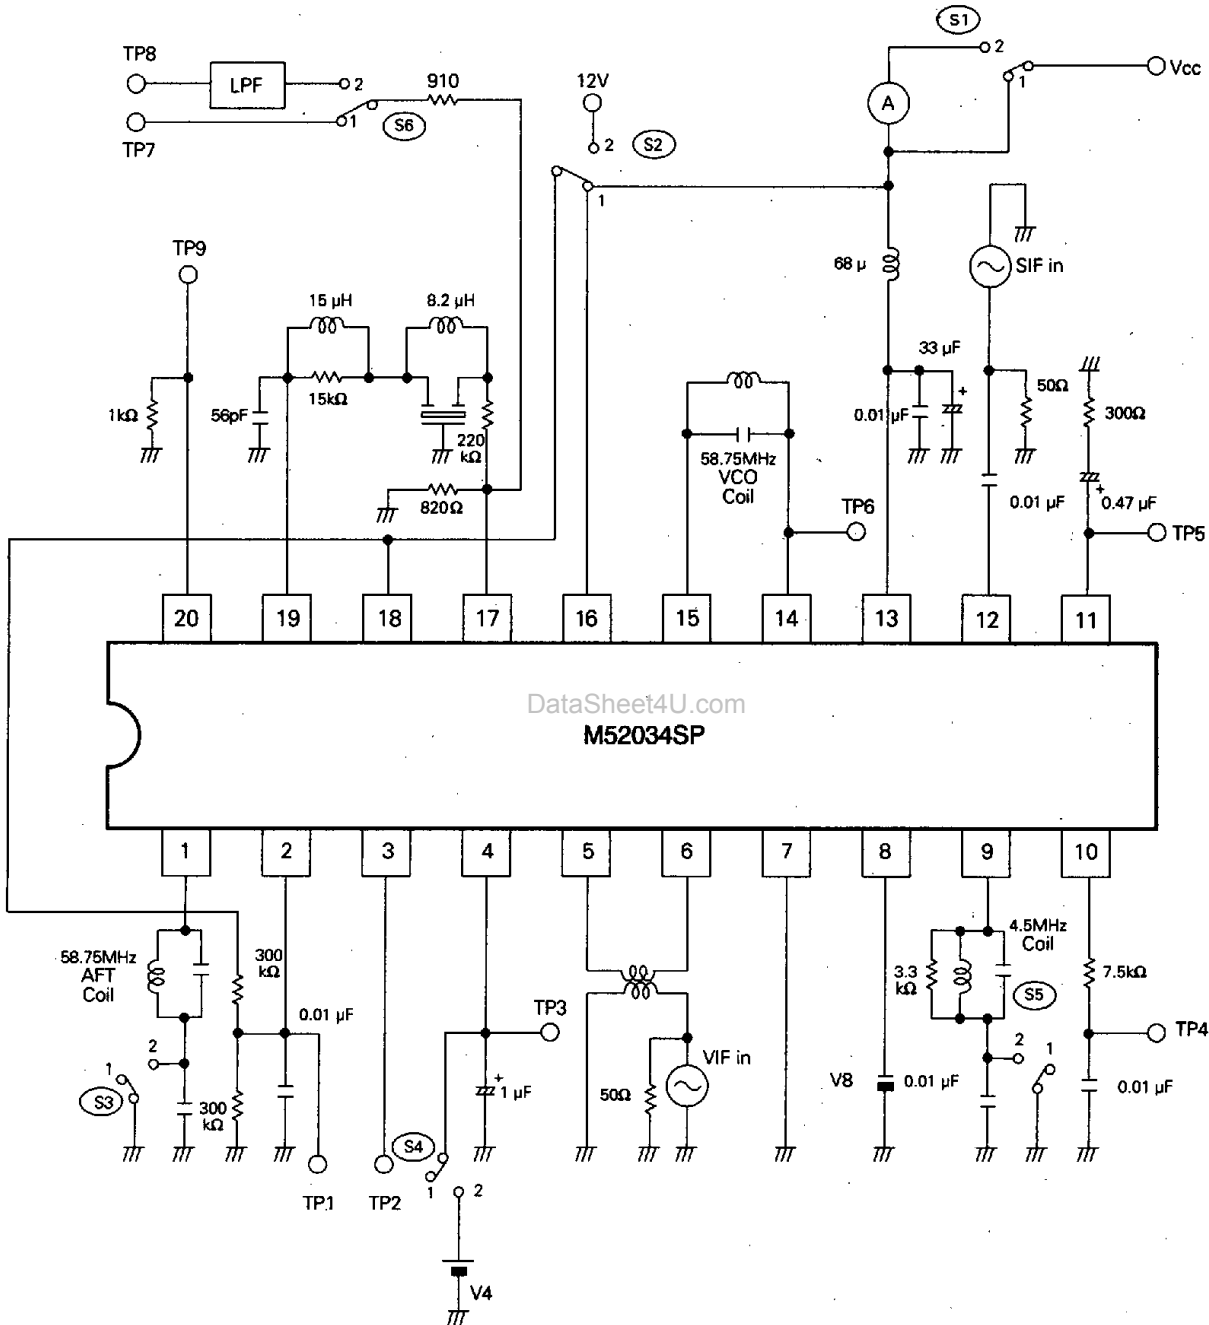 S1
2
TP8
Vcc
LPF
2
910
12V
1
A
1
S6
2
S2
TP7
1
TP9
68 μ
SIF in
15 μH
8.2 μH
33 μF
50Ω
1kΩ
56pF
15kΩ
0.01 μF
+
300Ω
220
kΩ
58.75MHz
VCO
Coil
820Ω
TP6
0.01 μF
+
0.47 μF
TP5
20
19
18
17
16
15
14
13
12
11
DataSheet4U.com
M52034SP
1
2
3
4
5
6
7
8
9
10
58.75MHz
AFT
Coil
300
kΩ
4.5MHz
Coil
3.3
kΩ
7.5kΩ
S5
0.01 μF
TP3
TP4
2
1
S3
300
kΩ
+
1 μF
VIF in
50Ω
V8
0.01 μF
2
1
0.01 μF
S4
1
2
TP1
TP2
V4